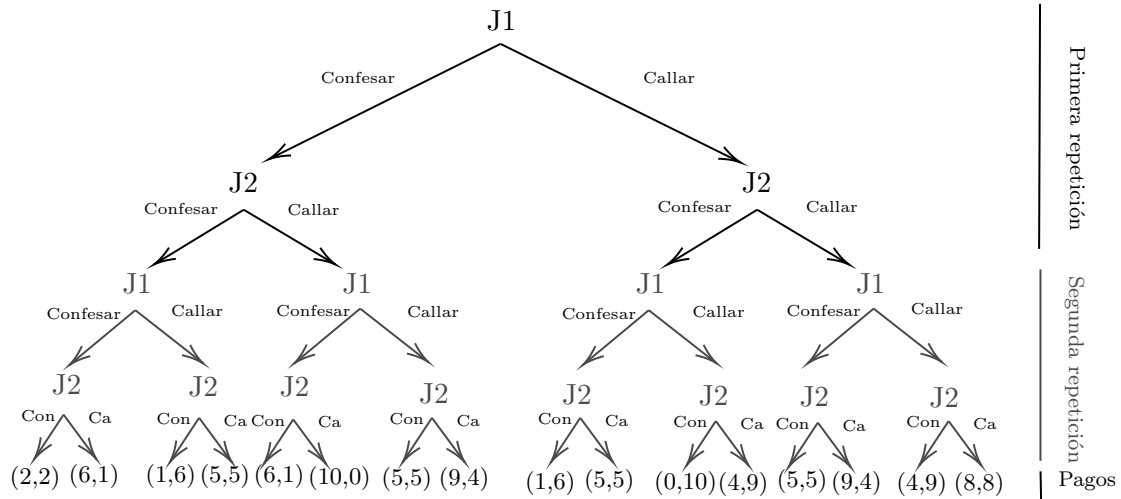 J1
Confesar
Callar
J2
J2
Confesar
Callar
Confesar
Callar
J1
J1
J1
J1
Confesar
Callar
Confesar
Callar
Confesar
Callar
Confesar
Callar
J2
J2
J2
J2
J2
J2
J2
J2
Con
Ca
Con
Ca
Con
Ca
Con
Ca
Con
Ca
Con
Ca
Con
Ca
Con
Ca
(2,2)
(6,1)
(1,6)
(5,5)
(6,1)
(10,0)
(5,5)
(9,4)
(1,6)
(5,5)
(0,10)
(4,9)
(5,5)
(9,4)
(4,9)
(8,8)
Primera repetición
Segunda repetición
Pagos